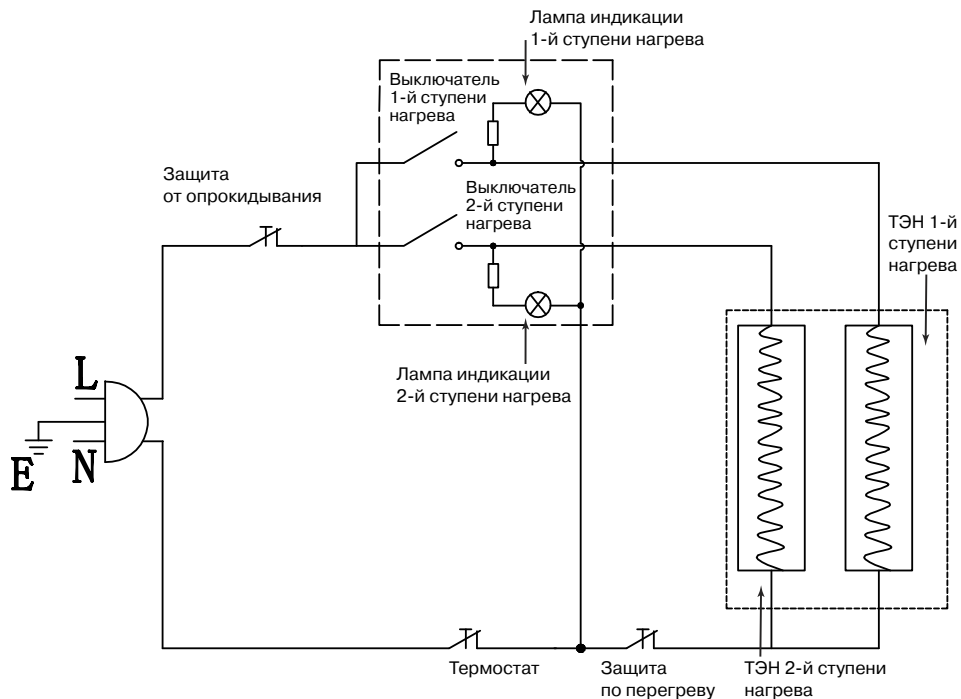 Лампа индикации
1-й ступени нагрева
Выключатель
1-й ступени
нагрева
Защита
от опрокидывания
Выключатель
2-й ступени
нагрева
ТЭН 1-й
ступени
нагрева
Лампа индикации
2-й ступени нагрева
L
E
N
Термостат
Защита
по перегреву
ТЭН 2-й ступени
нагрева